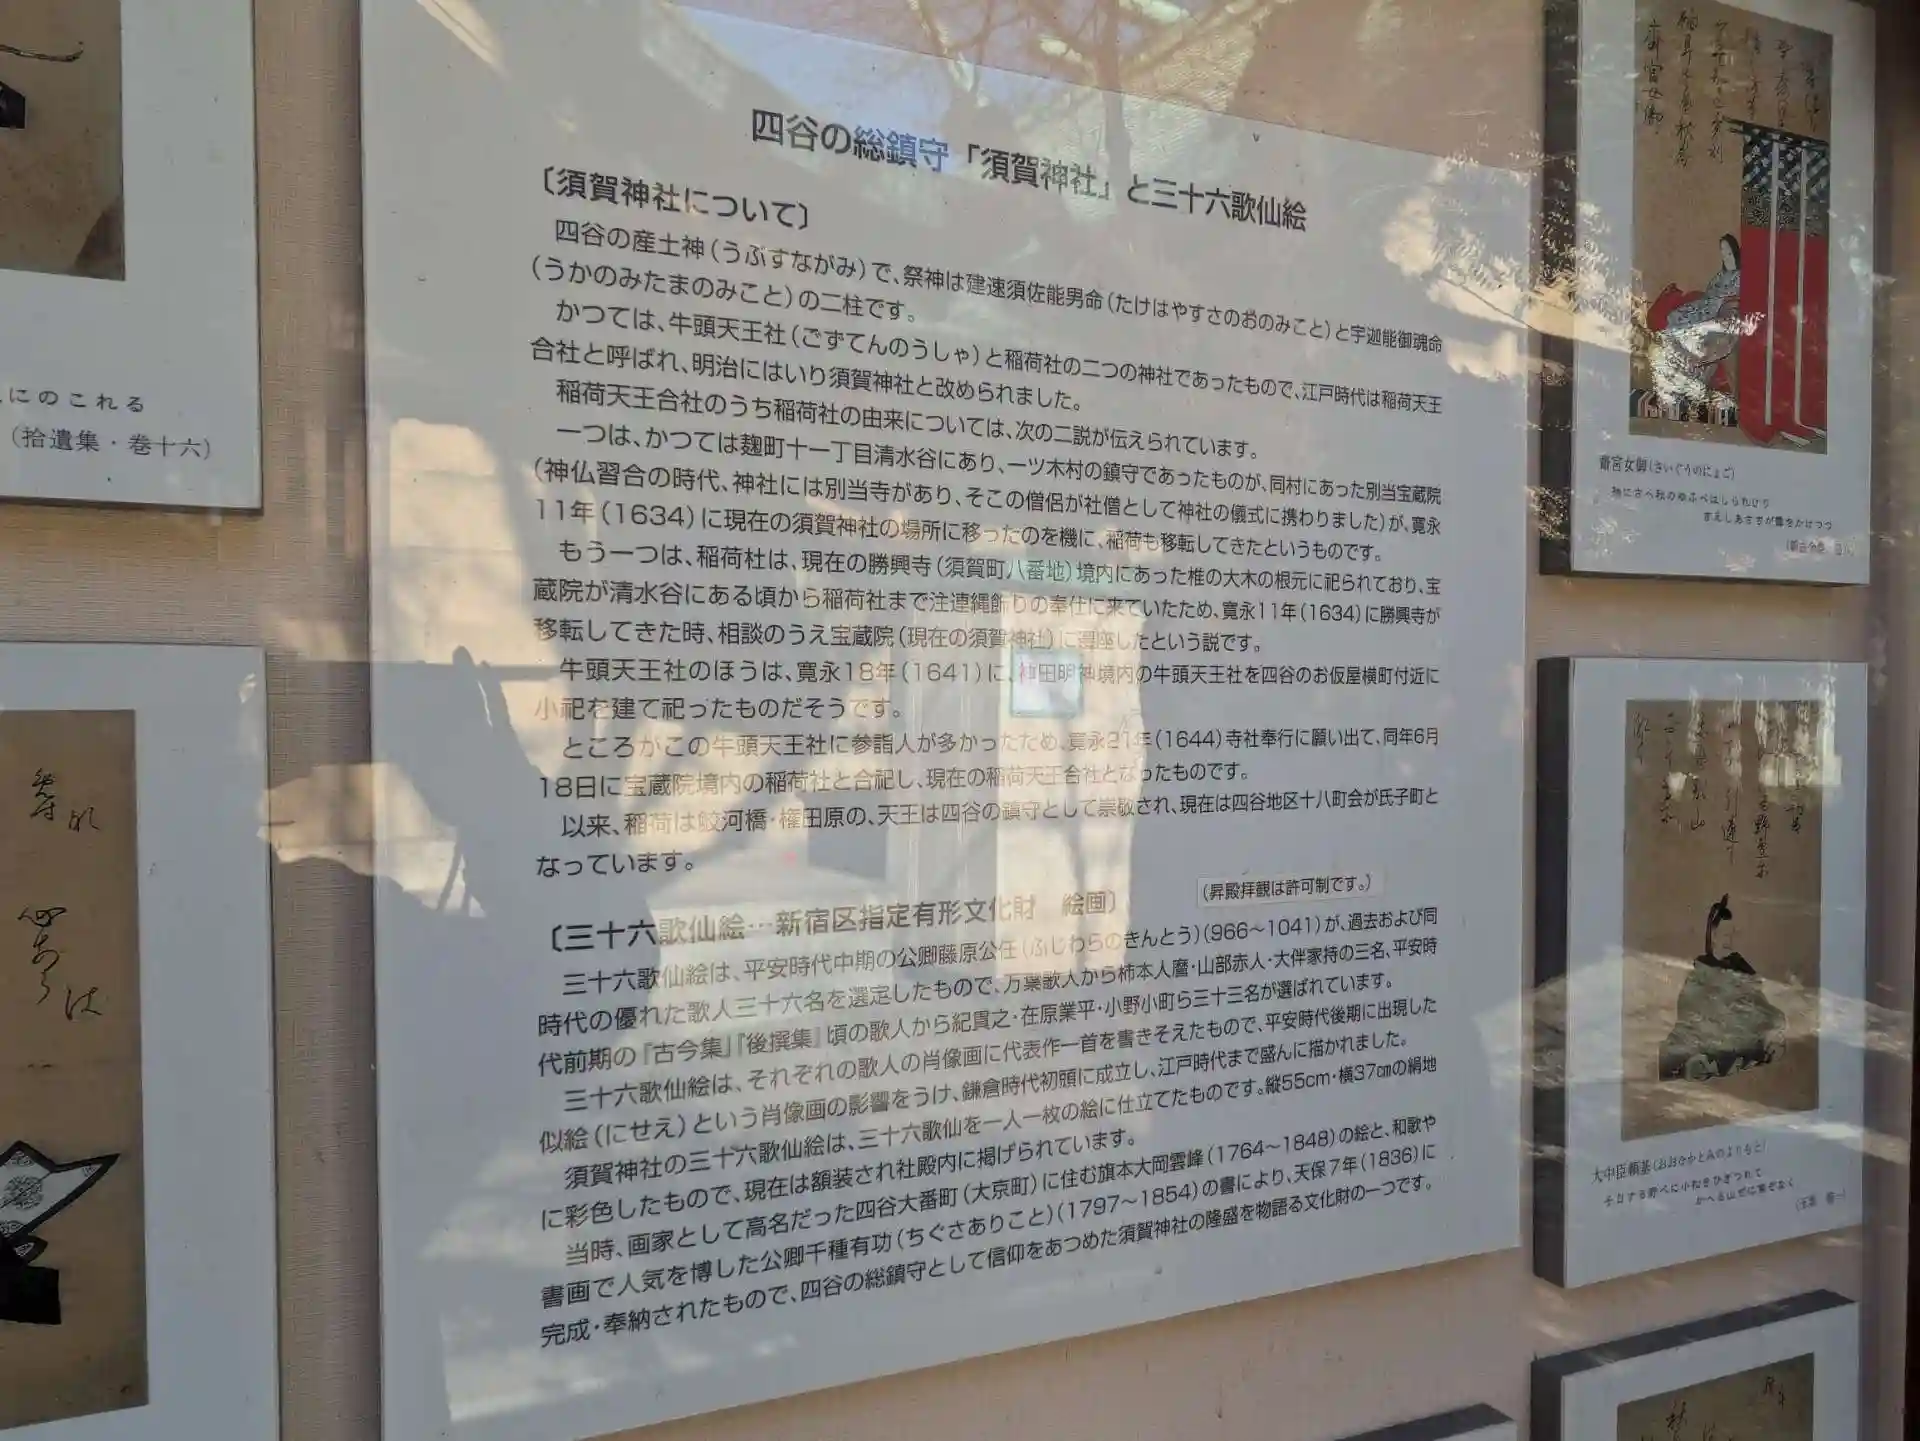 四谷の総鎮守「須賀神社」と三十六歌仙絵
〔須賀神社について〕
四谷の産土神(うぶすながみ)で、祭神は建速須佐能男命(たけはやすさのおのみこと)と宇迦能御魂命
(うかのみたまのみこと)の二柱です。
かつては、牛頭天王社(ごずてんのうしゃ)と稲荷社の二つの神社であったもので、江戸時代は稲荷天王
合社と呼ばれ、明治にはいり須賀神社と改められました。
稲荷天王合社のうち稲荷社の由来については、次の二説が伝えられています。
一つは、かつては麹町十一丁目清水谷にあり、一ツ木村の鎮守であったものが、同村にあった別当宝蔵院
(神仏習合の時代、神社には別当寺があり、そこの僧侶が社僧として神社の儀式に携わりました)が、寛永
11年(1634)に現在の須賀神社の場所に移ったのを機に、稲荷も移転してきたというものです。
もう一つは、稲荷社は、現在の勝興寺(須賀町八番地)境内にあった椎の大木の根元に祀られており、宝
蔵院が清水谷にある頃から稲荷社まで注連縄飾りの奉仕に来ていたため、寛永11年(1634)に勝興寺が
移転してきた時、相談のうえ宝蔵院(現在の須賀神社)に遷座したという説です。
牛頭天王社のほうは、寛永18年(1641)に、神田明神境内の牛頭天王社を四谷のお仮屋横町付近に
小祀を建て祀ったものだそうです。
ところがこの牛頭天王社に参詣人が多かったため、寛永21年(1644)寺社奉行に願い出て、同年6月
18日に宝蔵院境内の稲荷社と合祀し、現在の稲荷天王合社となったものです。
以来、稲荷は鮫河橋・権田原の、天王は四谷の鎮守として崇敬され、現在は四谷地区十八町会が氏子町と
なっています。
(昇殿拝観は許可制です。)
〔三十六歌仙絵…新宿区指定有形文化財 絵画〕
三十六歌仙絵は、平安時代中期の公卿藤原公任(ふじわらのきんとう)(966~1041)が、過去および同
時代の優れた歌人三十六名を選定したもので、万葉歌人から柿本人麿・山部赤人・大伴家持の三名、平安時
代前期の『古今集』『後撰集』頃の歌人から紀貫之・在原業平・小野小町ら三十三名が選ばれています。
三十六歌仙絵は、それぞれの歌人の肖像画に代表作一首を書きそえたもので、平安時代後期に出現した
似絵(にせえ)という肖像画の影響をうけ、鎌倉時代初頭に成立し、江戸時代まで盛んに描かれました。
須賀神社の三十六歌仙絵は、三十六歌仙を一人一枚の絵に仕立てたものです。縦55cm・横37cmの絹地
に彩色したもので、現在は額装され社殿内に掲げられています。
当時、画家として高名だった四谷大番町(大京町)に住む旗本大岡雲峰(1764~1848)の絵と、和歌や
書画で人気を博した公卿千種有功(ちぐさありこと)(1797~1854)の書により、天保7年(1836)に
完成・奉納されたもので、四谷の総鎮守として信仰をあつめた須賀神社の隆盛を物語る文化財の一つです。
にのこれる
(拾遺集・巻十六)
斎宮女御(さいぐうのにょご)
袖にさへ秋のゆふべはしられけり
きえしあさぢが露をかけつつ
大中臣頼基(おおなかとみのよりもと)